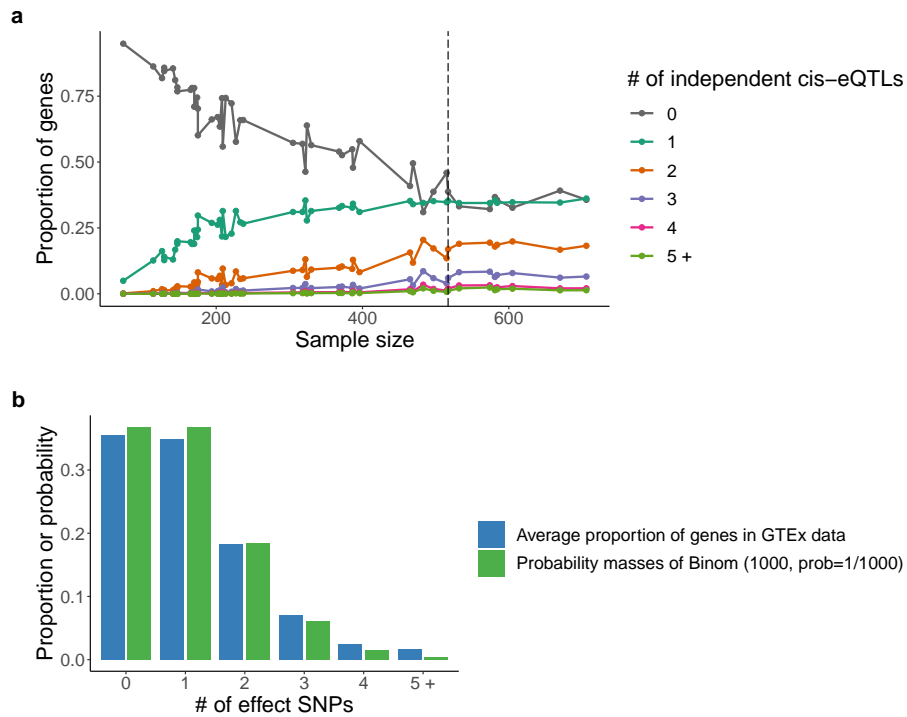 a
Proportion of genes
0.75
0.50
0.25
0.00
200
400
600
Sample size
# of independent cis−eQTLs
0
1
2
3
4
5 +
b
Proportion or probability
0.3
0.2
0.1
0.0
0
1
2
3
4
5 +
# of effect SNPs
Average proportion of genes in GTEx data
Probability masses of Binom (1000, prob=1/1000)